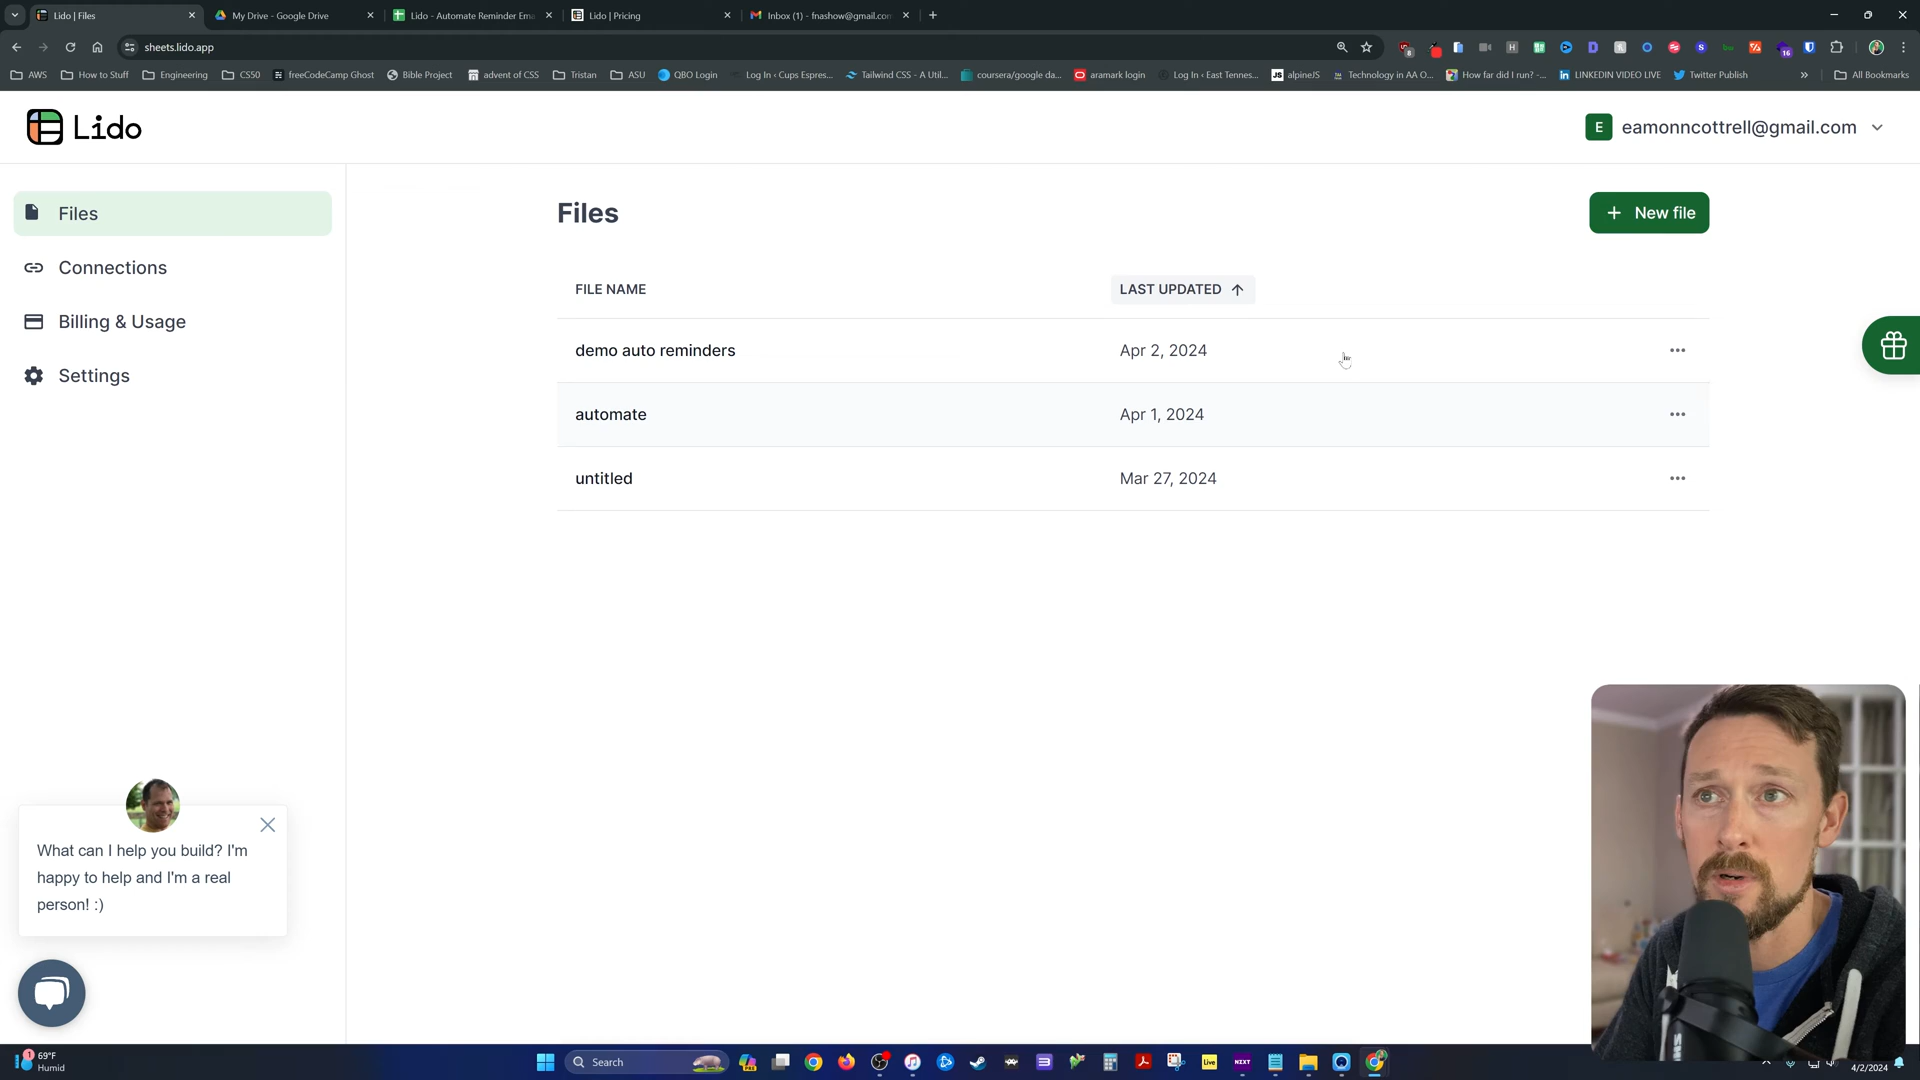 Lido | Files
My Drive - Google Drive
Lido - Automate Reminder Ema
Lido | Pricing
Inbox (1) - fnashow@gmail.com
sheets.lido.app
AWS
How to Stuff
Engineering
CS50
freeCodeCamp Ghost
Bible Project
advent of CSS
Tristan
ASU
QBO Login
Log In ‹ Cups Espres...
Tailwind CSS - A Util...
coursera/google da...
aramark login
Log In ‹ East Tennes...
alpineJS
Technology in AA O...
How far did I run? -...
LINKEDIN VIDEO LIVE
Twitter Publish
All Bookmarks
Lido
E eamonncottrell@gmail.com
Files
Connections
Billing & Usage
Settings
Files
+ New file
FILE NAME LAST UPDATED
demo auto reminders Apr 2, 2024
automate Apr 1, 2024
untitled Mar 27, 2024
What can I help you build? I'm
happy to help and I'm a real
person! :)
69°F
Humid
Search
4/2/2024